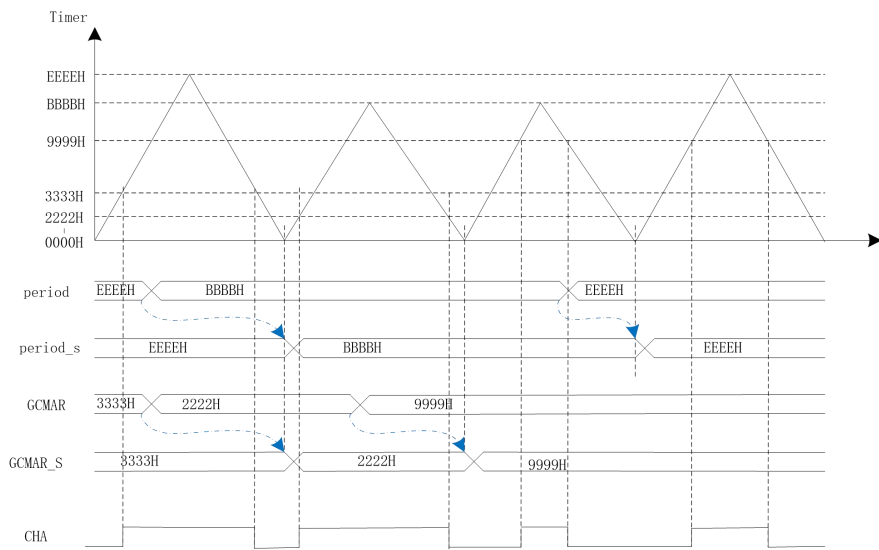 Timer
EEEEH
BBBBH
9999H
3333H
2222H
0000H
period EEEEH BBBBH EEEEH
period_s EEEEH BBBBH EEEEH
GCMAR 3333H 2222H 9999H
GCMAR_S 3333H 2222H 9999H
CHA